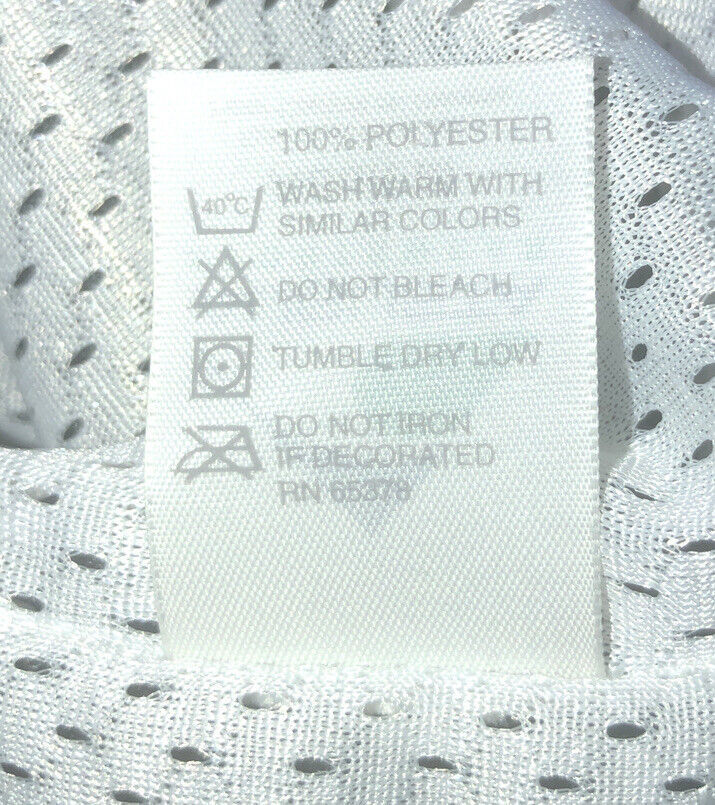 100% POLYESTER
40°C
WASH WARM WITH
SIMILAR COLORS
DO NOT BLEACH
TUMBLE DRY LOW
DO NOT IRON
IF DECORATED
RN 65378